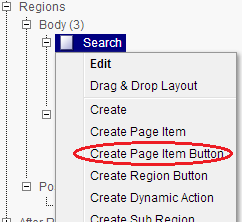 Regions
Body (3)
Search
Edit
Drag & Drop Layout
Create
Create Page Item
Create Page Item Button
Create Region Button
Po
Create Dynamic Action
Create Sub Region